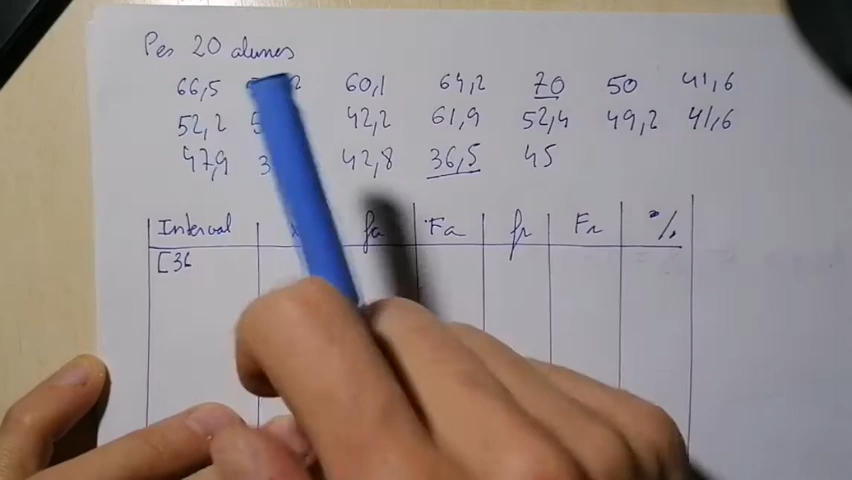 Pes 20 alumnes
66,5 60,1 64,2 70 50 41,6
52,2 42,2 61,9 52,4 49,2 41,6
47,9 42,8 36,5 45
Interval fa Fa fr Fr %
[36